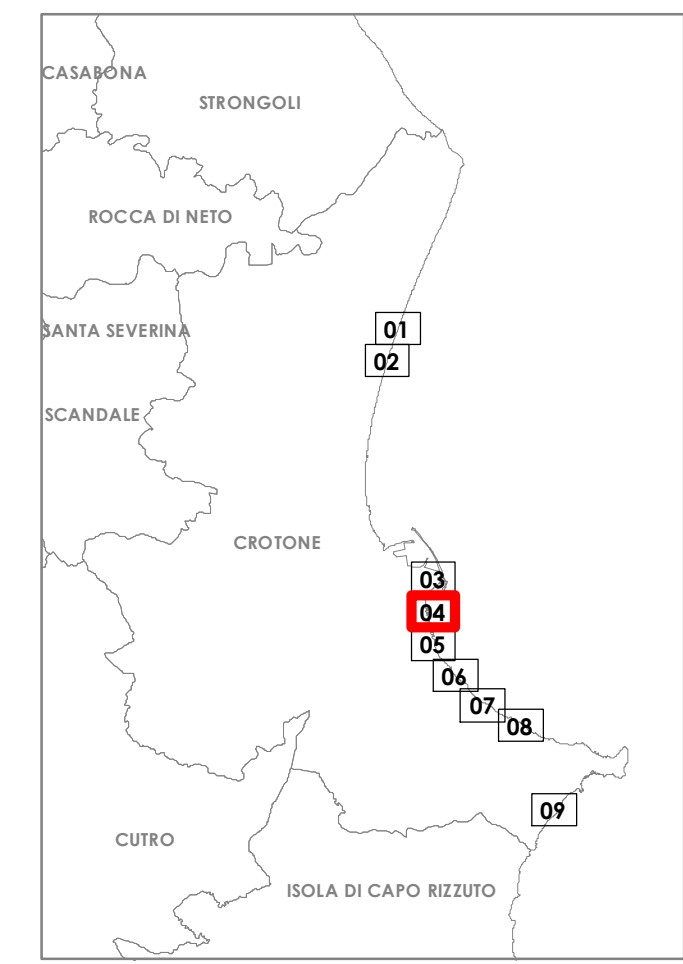 CASABONA
STRONGOLI
ROCCA DI NETO
SANTA SEVERINA
01
02
SCANDALE
CROTONE
03
04
05
06
07
08
09
CUTRO
ISOLA DI CAPO RIZZUTO